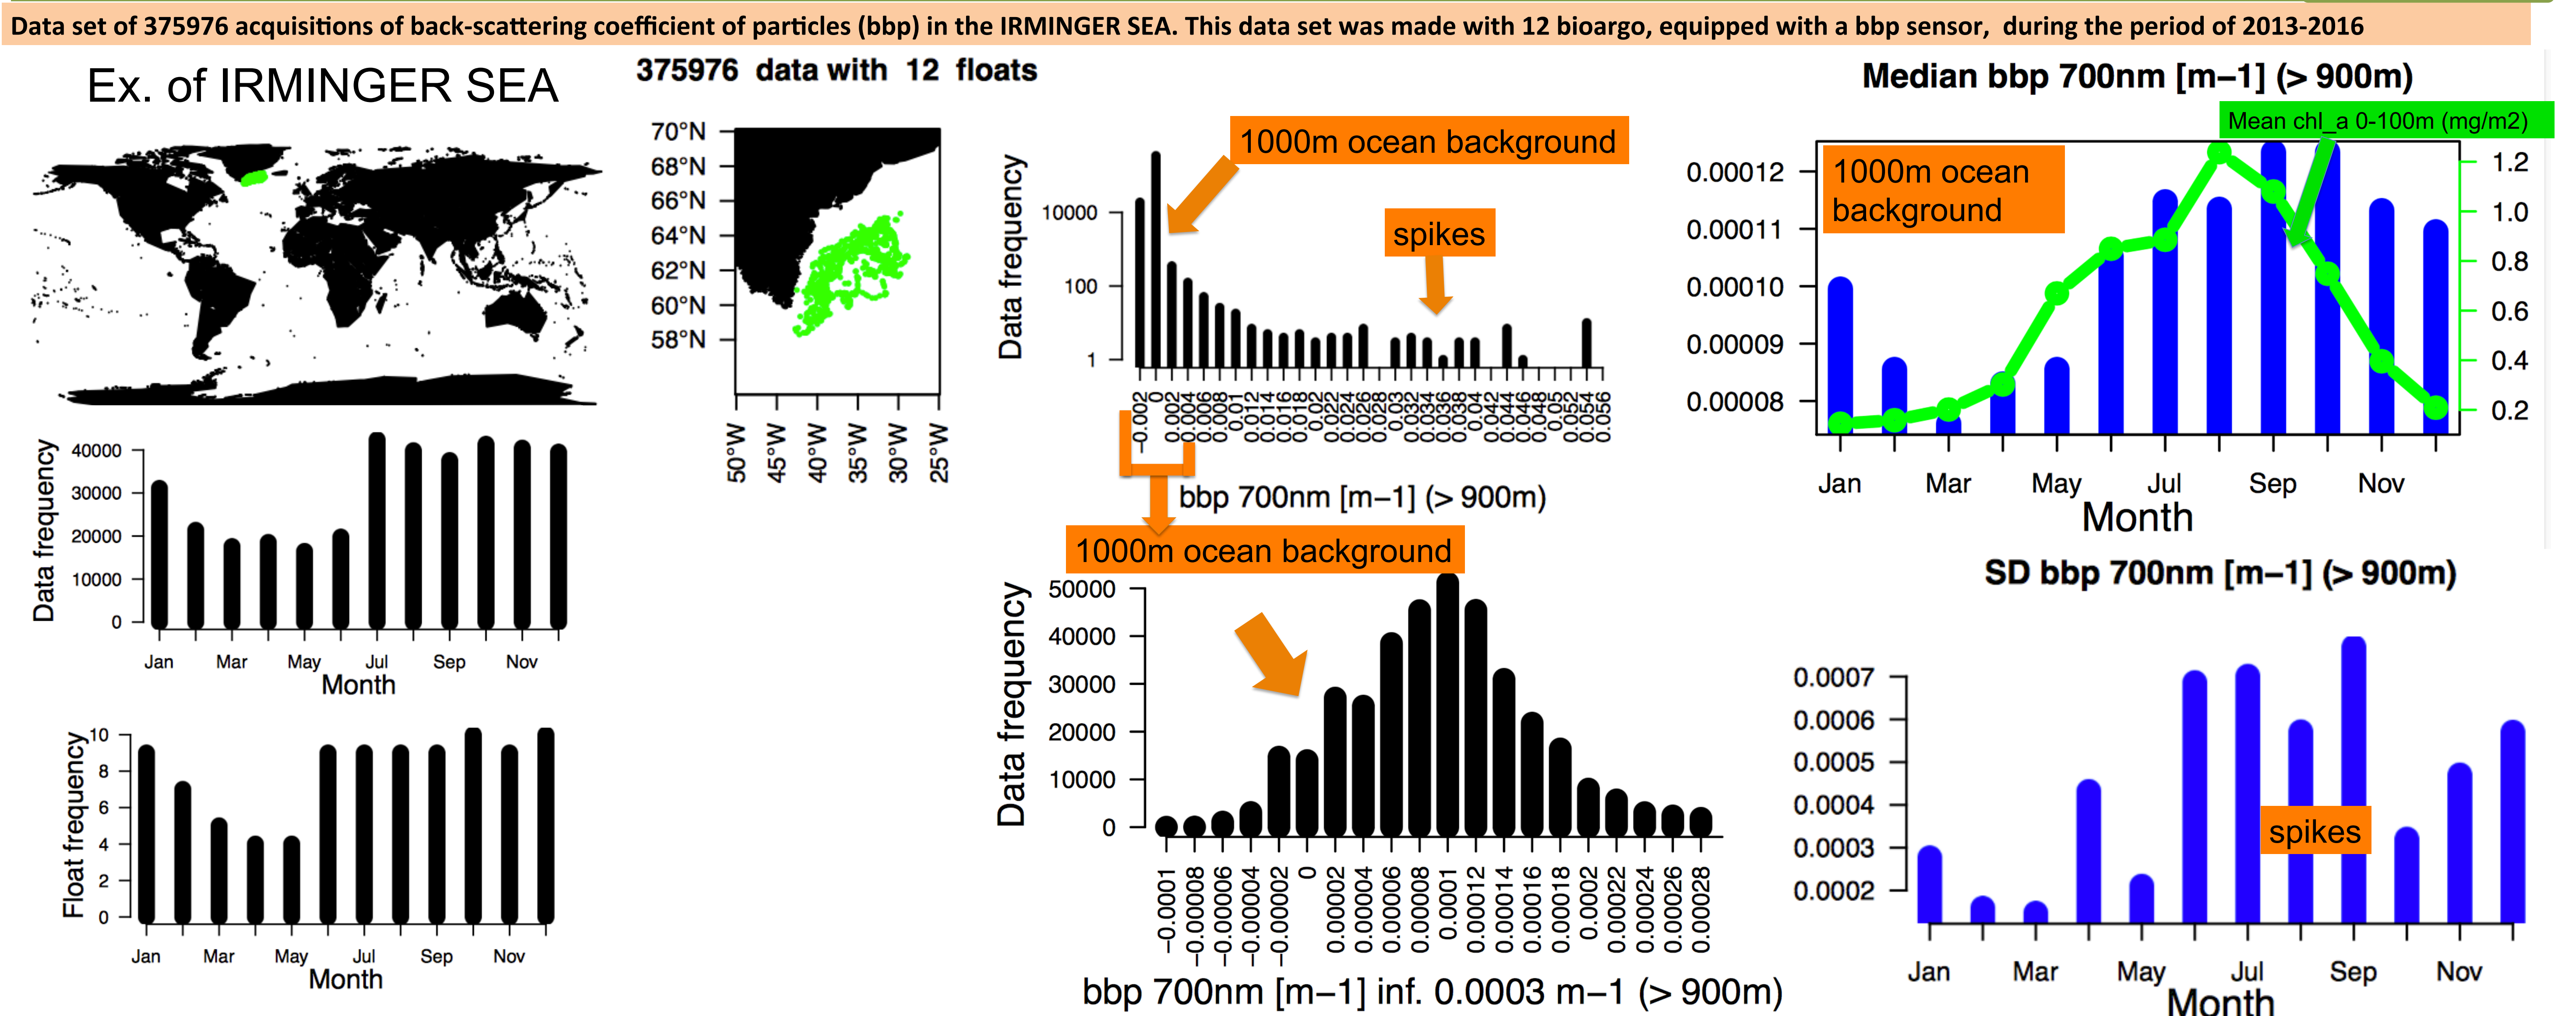 Data set of 375976 acquisitions of back-scattering coefficient of particles (bbp) in the IRMINGER SEA. This data set was made with 12 bioargo, equipped with a bbp sensor, during the period of 2013-2016
Ex. of IRMINGER SEA
375976 data with 12 floats
70°N
68°N
66°N
64°N
62°N
60°N
58°N
50°W
45°W
40°W
35°W
30°W
25°W
Data frequency
40000
30000
20000
10000
0
Jan
Mar
May
Jul
Sep
Nov
Month
Float frequency
10
8
6
4
2
0
Jan
Mar
May
Jul
Sep
Nov
Month
1000m ocean background
spikes
Data frequency
10000
100
1
−0.002
0
0.002
0.004
0.006
0.008
0.01
0.012
0.014
0.016
0.018
0.02
0.022
0.024
0.026
0.028
0.03
0.032
0.034
0.036
0.038
0.04
0.042
0.044
0.046
0.048
0.05
0.052
0.054
0.056
bbp 700nm [m−1] (> 900m)
1000m ocean background
Data frequency
50000
40000
30000
20000
10000
0
−0.0001
−0.00008
−0.00006
−0.00004
−0.00002
0
0.00002
0.00004
0.00006
0.00008
0.0001
0.00012
0.00014
0.00016
0.00018
0.0002
0.00022
0.00024
0.00026
0.00028
bbp 700nm [m−1] inf. 0.0003 m−1 (> 900m)
Median bbp 700nm [m−1] (> 900m)
Mean chl_a 0-100m (mg/m2)
1000m ocean
background
0.00012
0.00011
0.00010
0.00009
0.00008
1.2
1.0
0.8
0.6
0.4
0.2
Jan
Mar
May
Jul
Sep
Nov
Month
SD bbp 700nm [m−1] (> 900m)
0.0007
0.0006
0.0005
0.0004
0.0003
0.0002
spikes
Jan
Mar
May
Jul
Sep
Nov
Month